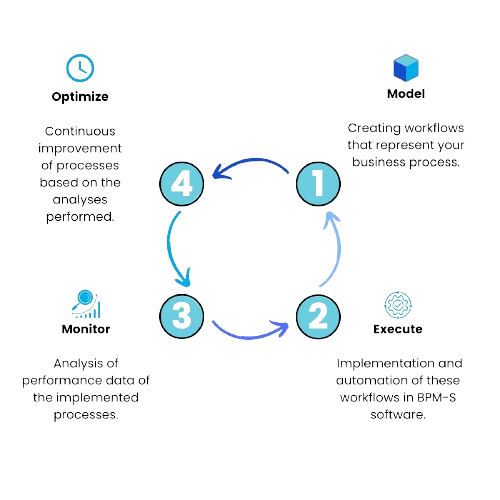 Optimize
Continuous
improvement
of processes
based on the
analyses
performed.
Model
Creating workflows
that represent your
business process.
4
1
3
2
Monitor
Analysis of
performance data of
the implemented
processes.
Execute
Implementation and
automation of these
workflows in BPM-S
software.